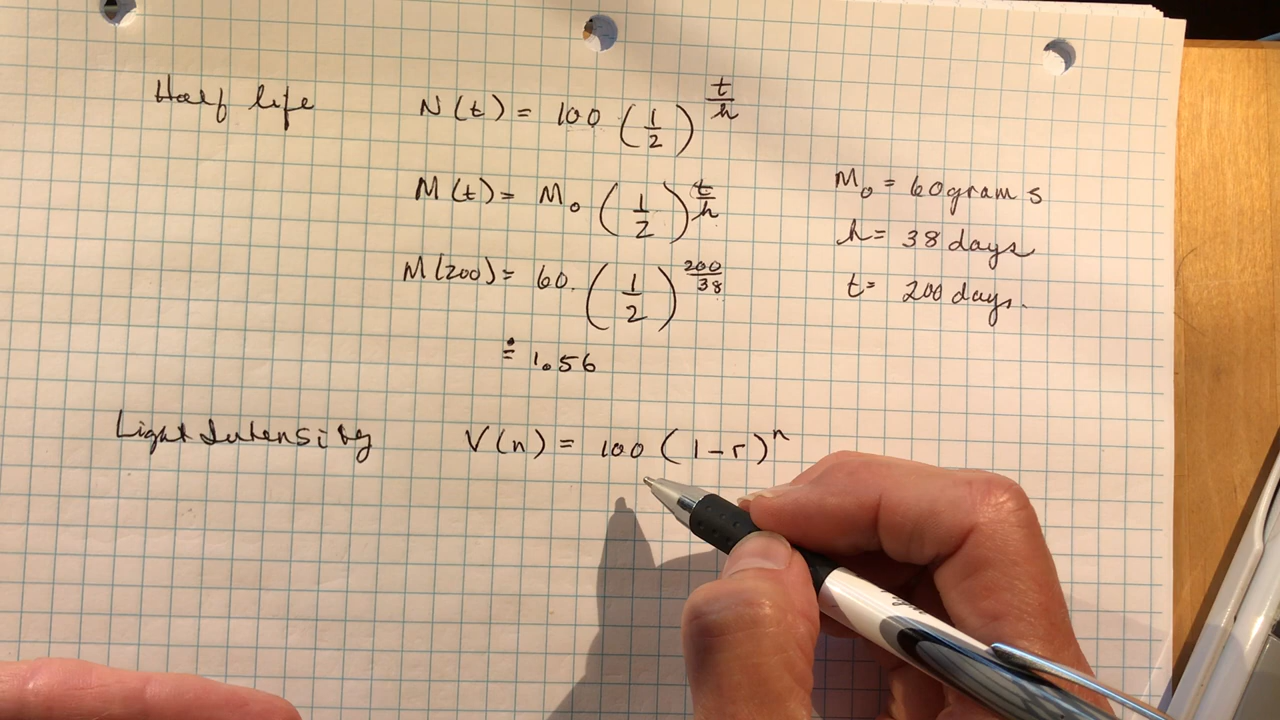 Half life N(t) = 100 (1/2)^(t/h)
M(t) = M₀ (1/2)^(t/h) M₀ = 60 grams
h = 38 days
M(200) = 60. (1/2)^(200/38) t = 200 days.
≐ 1.56
Light Intensity V(n) = 100 (1-r)^n